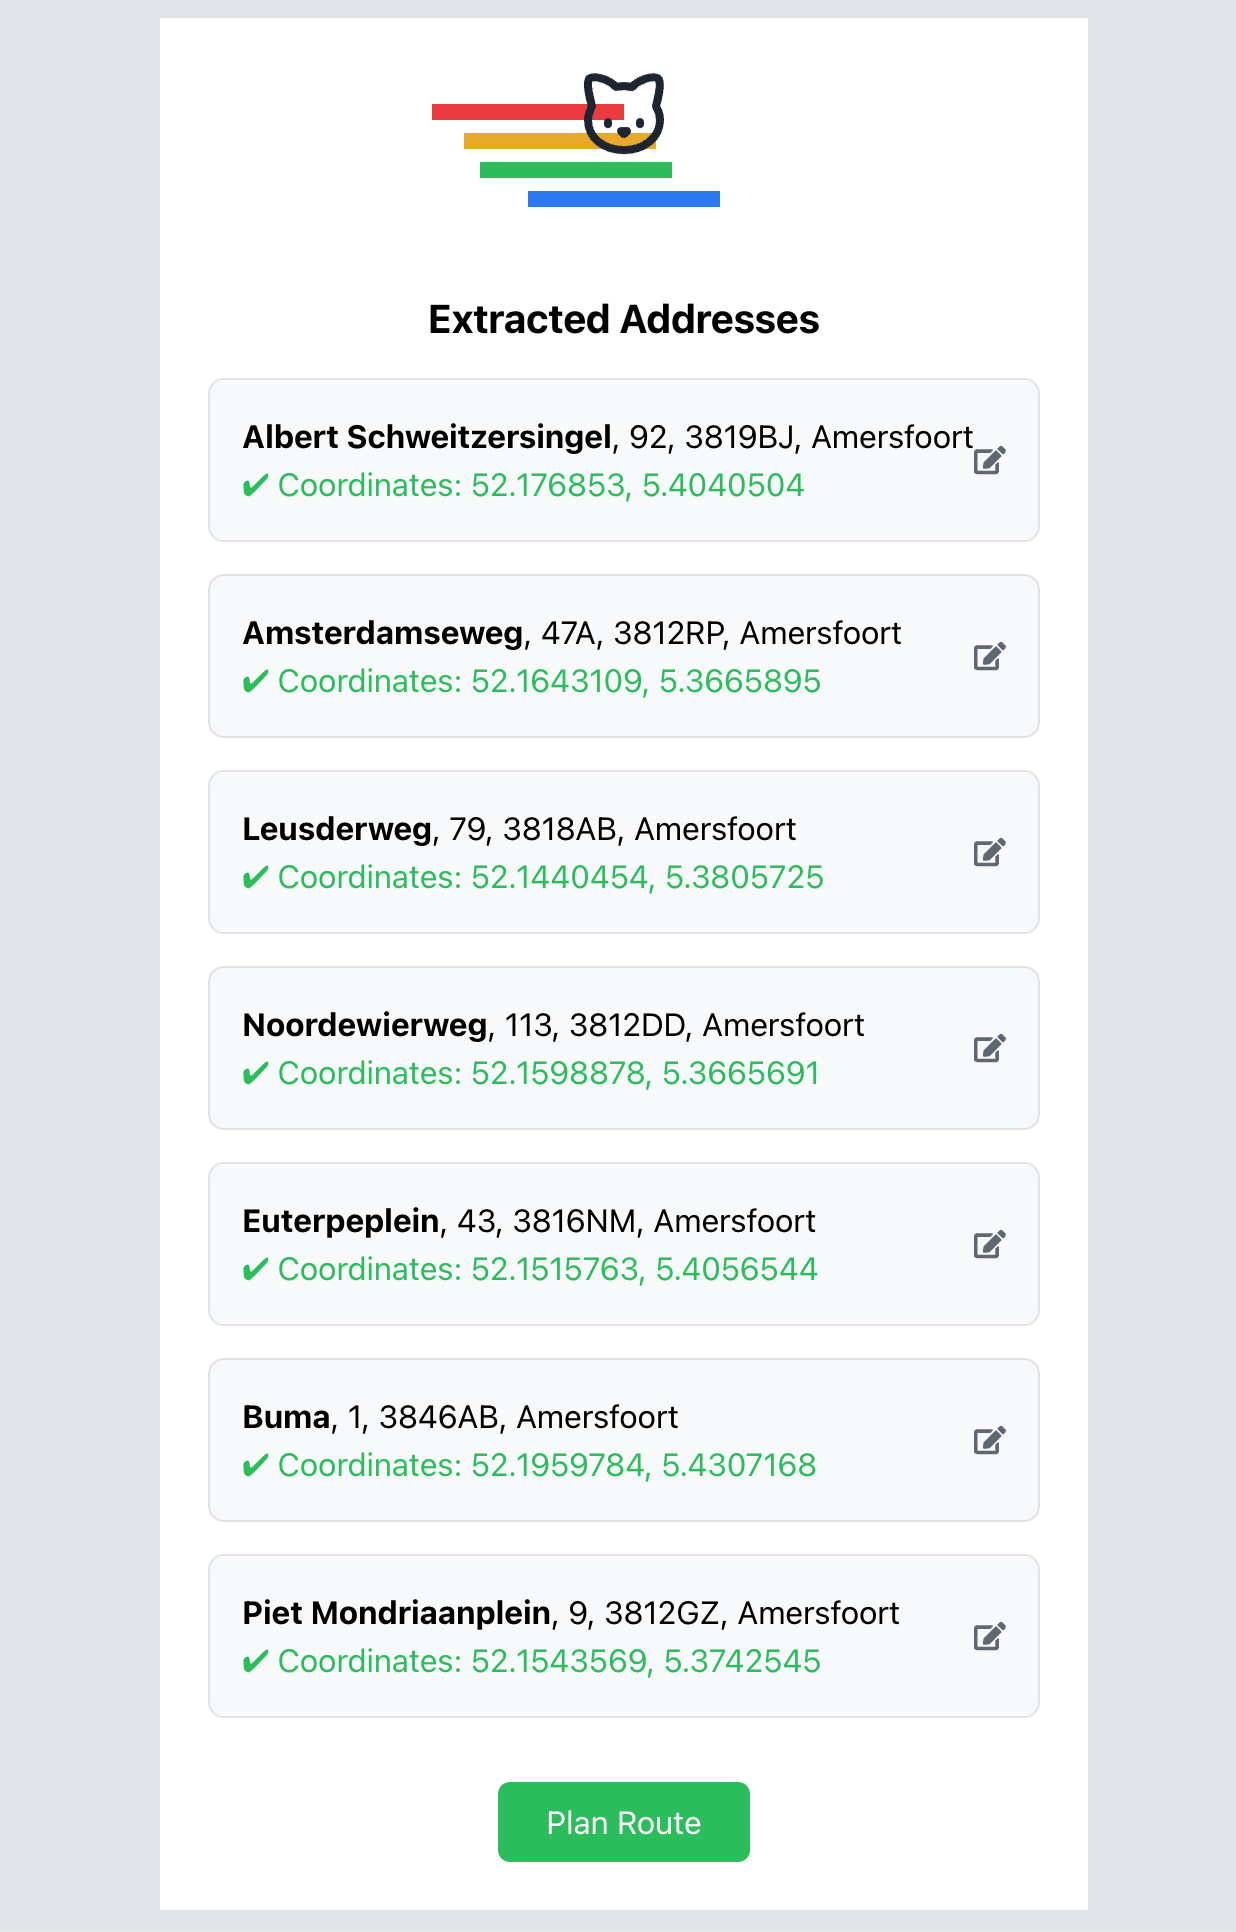 Extracted Addresses
Albert Schweitzersingel, 92, 3819BJ, Amersfoort
✔ Coordinates: 52.176853, 5.4040504
Amsterdamseweg, 47A, 3812RP, Amersfoort
✔ Coordinates: 52.1643109, 5.3665895
Leusderweg, 79, 3818AB, Amersfoort
✔ Coordinates: 52.1440454, 5.3805725
Noordewierweg, 113, 3812DD, Amersfoort
✔ Coordinates: 52.1598878, 5.3665691
Euterpeplein, 43, 3816NM, Amersfoort
✔ Coordinates: 52.1515763, 5.4056544
Buma, 1, 3846AB, Amersfoort
✔ Coordinates: 52.1959784, 5.4307168
Piet Mondriaanplein, 9, 3812GZ, Amersfoort
✔ Coordinates: 52.1543569, 5.3742545
Plan Route